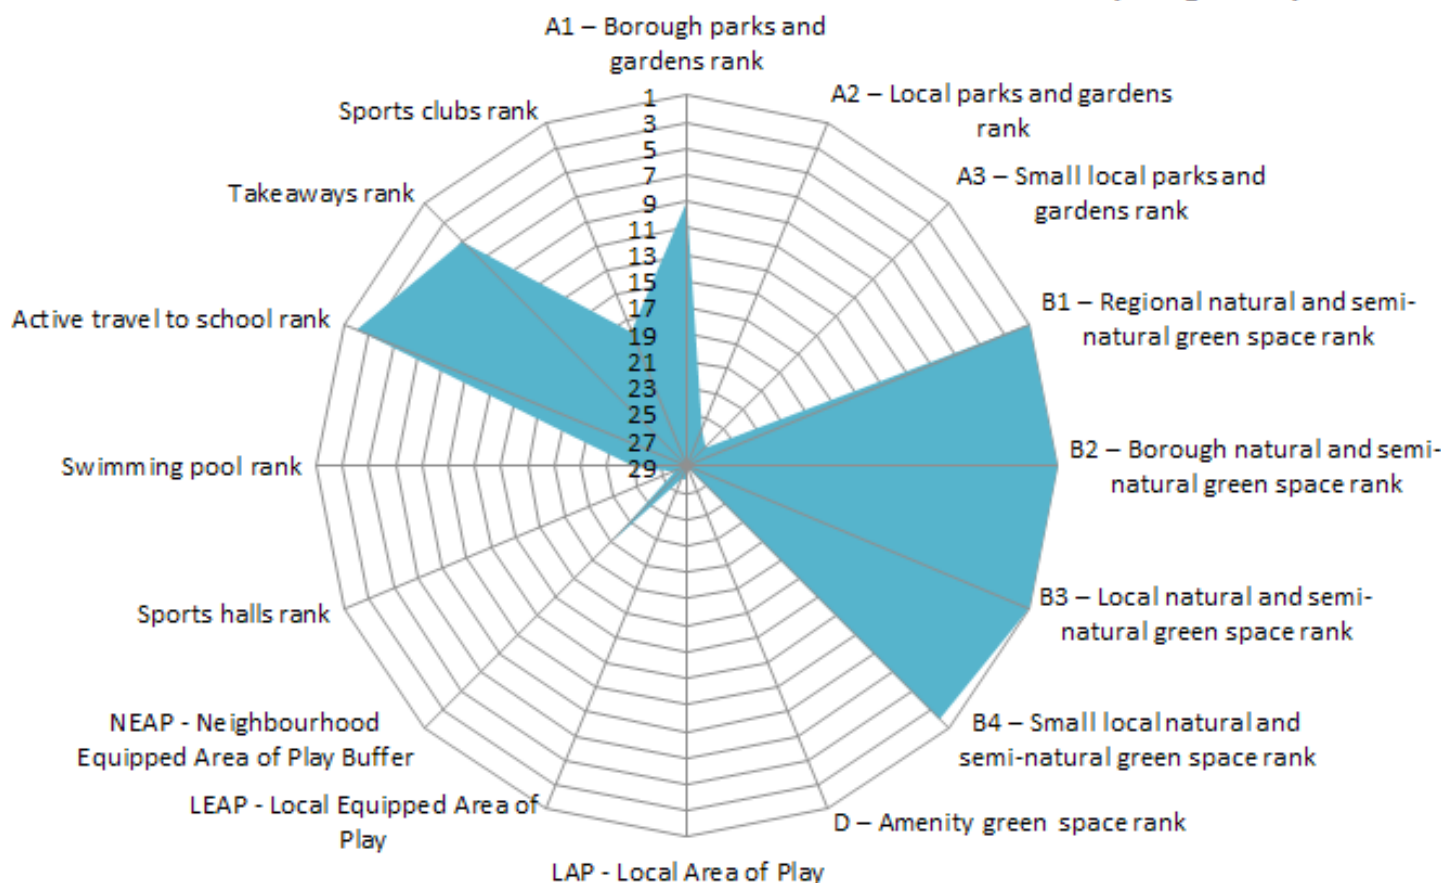 A1 – Borough parks and
gardens rank
A2 – Local parks and gardens
rank
A3 – Small local parks and
gardens rank
B1 – Regional natural and semi-
natural green space rank
B2 – Borough natural and semi-
natural green space rank
B3 – Local natural and semi-
natural green space rank
B4 – Small local natural and
semi-natural green space rank
D – Amenity green space rank
LAP - Local Area of Play
LEAP - Local Equipped Area of
Play
NEAP - Neighbourhood
Equipped Area of Play Buffer
Sports halls rank
Swimming pool rank
Active travel to school rank
Takeaways rank
Sports clubs rank
1
3
5
7
9
11
13
15
17
19
21
23
25
27
29